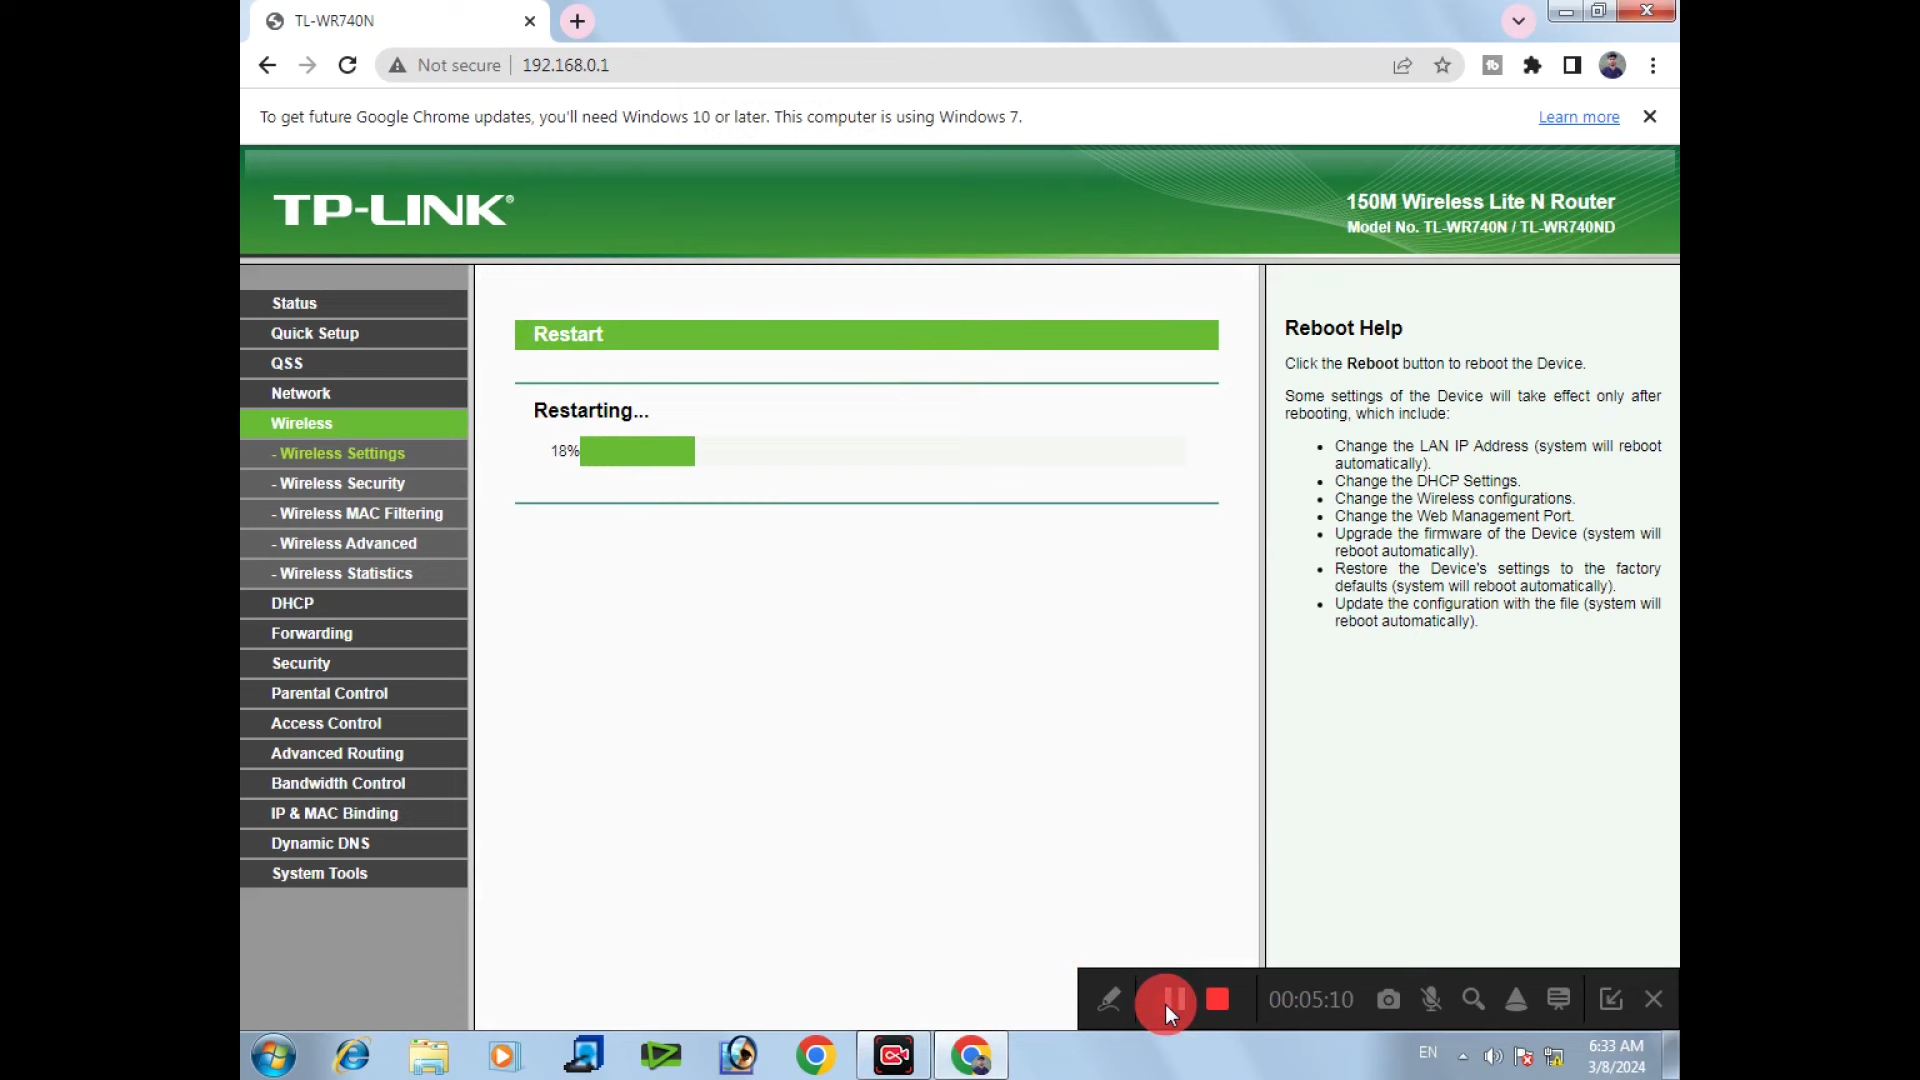 TL-WR740N
Not secure
192.168.0.1
To get future Google Chrome updates, you'll need Windows 10 or later. This computer is using Windows 7.
Learn more
TP-LINK®
150M Wireless Lite N Router
Model No. TL-WR740N / TL-WR740ND
Status
Quick Setup
QSS
Network
Wireless
- Wireless Settings
- Wireless Security
- Wireless MAC Filtering
- Wireless Advanced
- Wireless Statistics
DHCP
Forwarding
Security
Parental Control
Access Control
Advanced Routing
Bandwidth Control
IP & MAC Binding
Dynamic DNS
System Tools
Restart
Restarting...
18%
Reboot Help
Click the Reboot button to reboot the Device.
Some settings of the Device will take effect only after
rebooting, which include:
• Change the LAN IP Address (system will reboot
automatically).
• Change the DHCP Settings.
• Change the Wireless configurations.
• Change the Web Management Port.
• Upgrade the firmware of the Device (system will
reboot automatically).
• Restore the Device's settings to the factory
defaults (system will reboot automatically).
• Update the configuration with the file (system will
reboot automatically).
00:05:10
EN
6:33 AM
3/8/2024